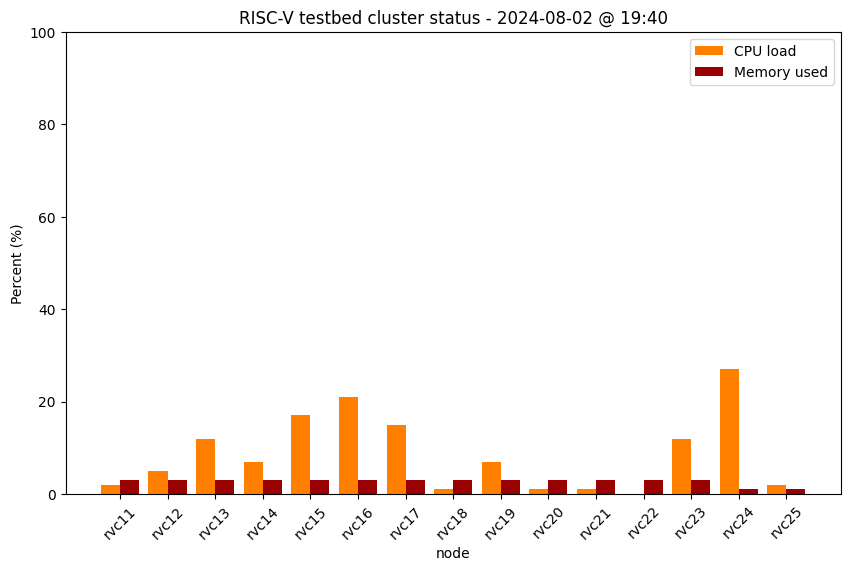 RISC-V testbed cluster status - 2024-08-02 @ 19:40
CPU load
Memory used
Percent (%)
100
80
60
40
20
0
rvc11
rvc12
rvc13
rvc14
rvc15
rvc16
rvc17
rvc18
rvc19
rvc20
rvc21
rvc22
rvc23
rvc24
rvc25
node